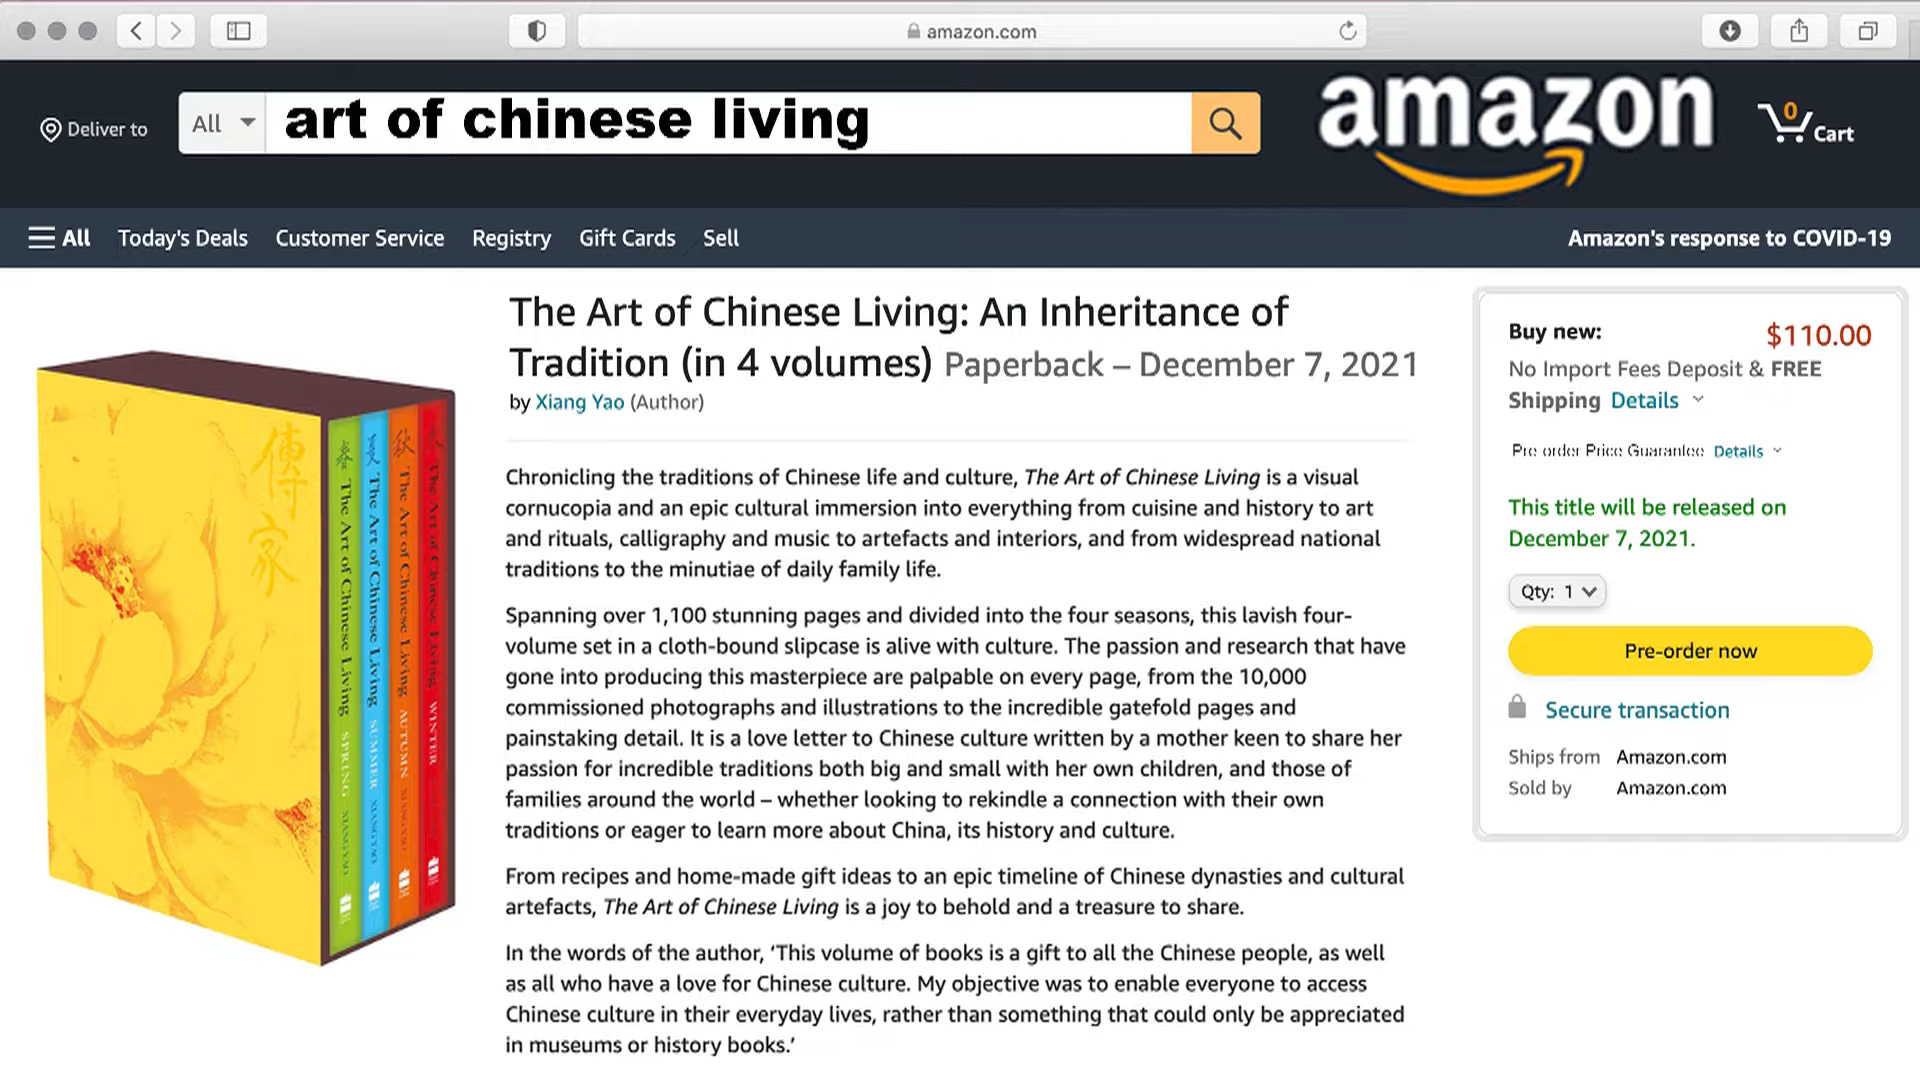 amazon.com
Deliver to
All
art of chinese living
amazon
0
Cart
All
Today's Deals
Customer Service
Registry
Gift Cards
Sell
Amazon's response to COVID-19
The Art of Chinese Living: An Inheritance of
Tradition (in 4 volumes) Paperback – December 7, 2021
by Xiang Yao (Author)
傳家
The Art of Chinese Living SPRING XIANG YAO
The Art of Chinese Living SUMMER XIANG YAO
秋 The Art of Chinese Living AUTUMN XIANG YAO
The Art of Chinese Living WINTER
Chronicling the traditions of Chinese life and culture, The Art of Chinese Living is a visual
cornucopia and an epic cultural immersion into everything from cuisine and history to art
and rituals, calligraphy and music to artefacts and interiors, and from widespread national
traditions to the minutiae of daily family life.
Spanning over 1,100 stunning pages and divided into the four seasons, this lavish four-
volume set in a cloth-bound slipcase is alive with culture. The passion and research that have
gone into producing this masterpiece are palpable on every page, from the 10,000
commissioned photographs and illustrations to the incredible gatefold pages and
painstaking detail. It is a love letter to Chinese culture written by a mother keen to share her
passion for incredible traditions both big and small with her own children, and those of
families around the world – whether looking to rekindle a connection with their own
traditions or eager to learn more about China, its history and culture.
From recipes and home-made gift ideas to an epic timeline of Chinese dynasties and cultural
artefacts, The Art of Chinese Living is a joy to behold and a treasure to share.
In the words of the author, ‘This volume of books is a gift to all the Chinese people, as well
as all who have a love for Chinese culture. My objective was to enable everyone to access
Chinese culture in their everyday lives, rather than something that could only be appreciated
in museums or history books.’
Buy new: $110.00
No Import Fees Deposit & FREE
Shipping Details
Pre order Price Guarantee Details
This title will be released on
December 7, 2021.
Qty: 1
Pre-order now
Secure transaction
Ships from Amazon.com
Sold by Amazon.com